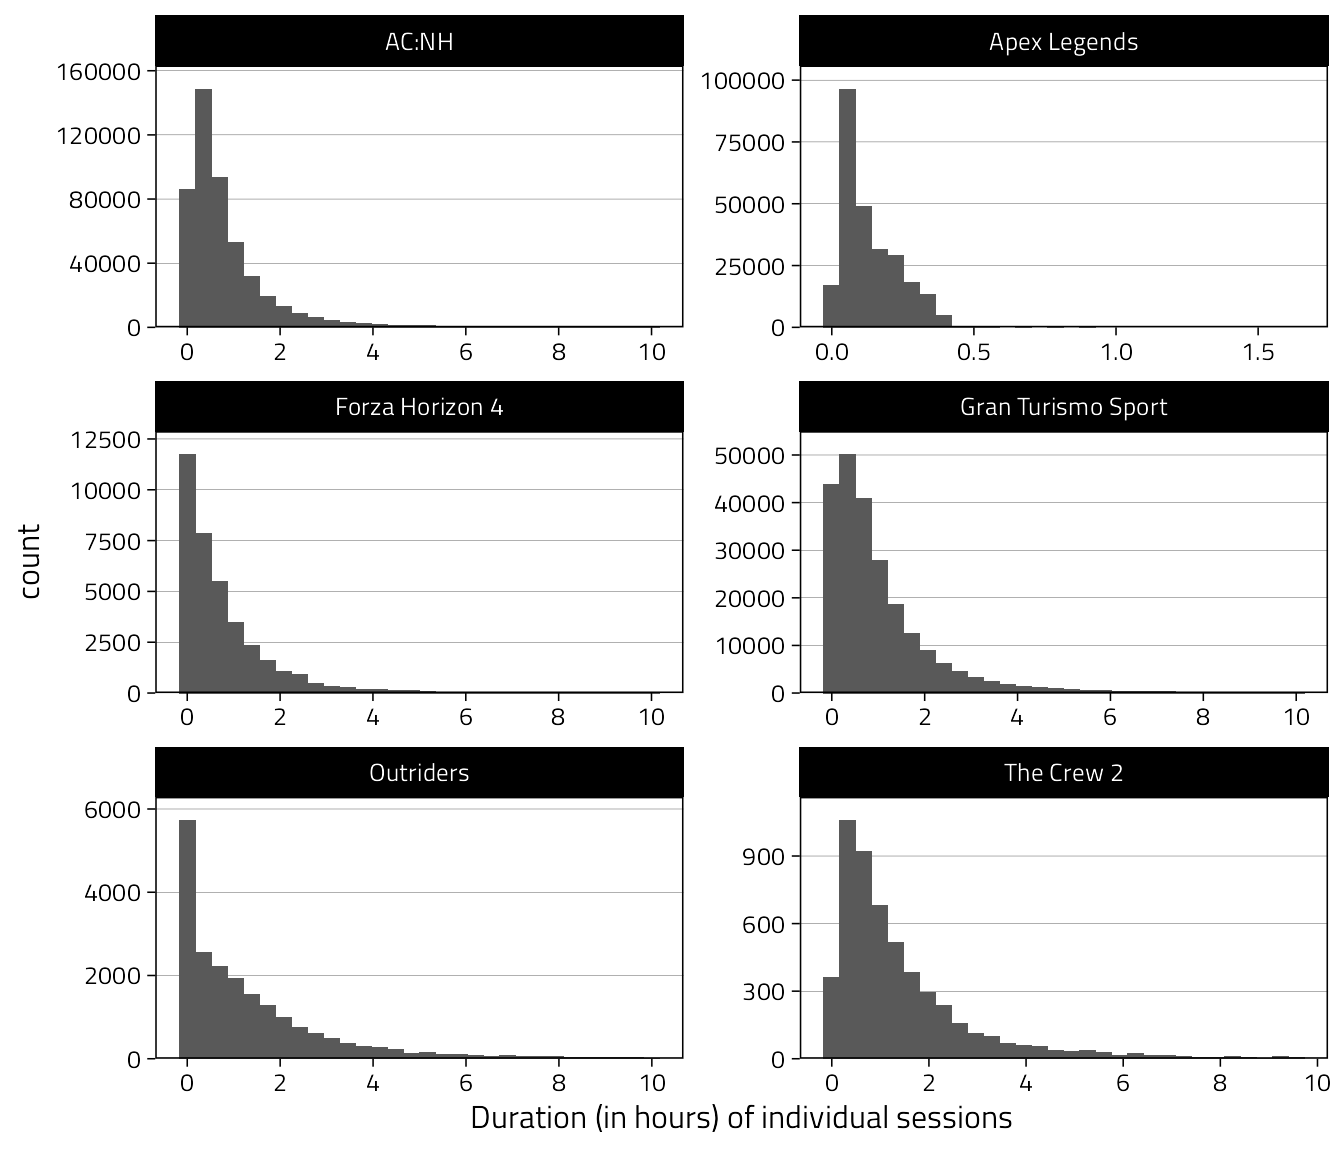 AC:NH
Apex Legends
160000
120000
80000
40000
0
0 2 4 6 8 10
100000
75000
50000
25000
0
0.0 0.5 1.0 1.5
Forza Horizon 4
Gran Turismo Sport
12500
10000
7500
5000
2500
0
0 2 4 6 8 10
50000
40000
30000
20000
10000
0
0 2 4 6 8 10
count
Outriders
The Crew 2
6000
4000
2000
0
0 2 4 6 8 10
900
600
300
0
0 2 4 6 8 10
Duration (in hours) of individual sessions